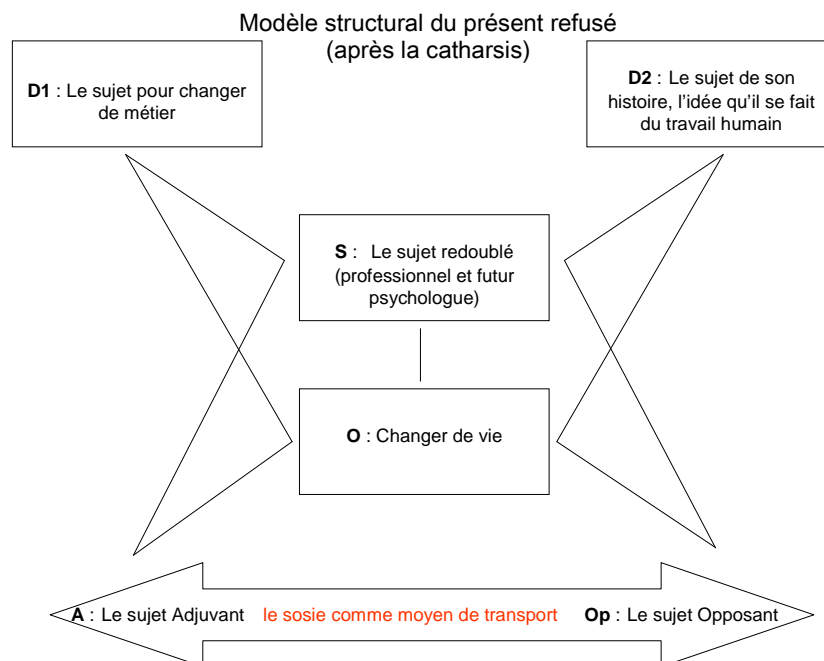 Modèle structural du présent refusé
(après la catharsis)
D1 : Le sujet pour changer
de métier
D2 : Le sujet de son
histoire, l'idée qu'il se fait
du travail humain
S : Le sujet redoublé
(professionnel et futur
psychologue)
O : Changer de vie
A : Le sujet Adjuvant le sosie comme moyen de transport Op : Le sujet Opposant